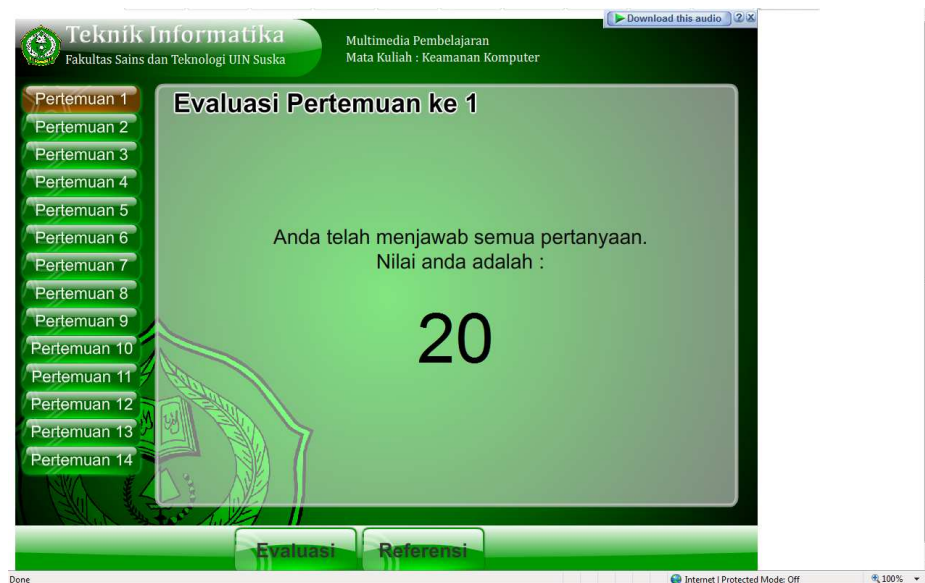 Download this audio
Teknik Informatika
Fakultas Sains dan Teknologi UIN Suska
Multimedia Pembelajaran
Mata Kuliah : Keamanan Komputer
Pertemuan 1
Pertemuan 2
Pertemuan 3
Pertemuan 4
Pertemuan 5
Pertemuan 6
Pertemuan 7
Pertemuan 8
Pertemuan 9
Pertemuan 10
Pertemuan 11
Pertemuan 12
Pertemuan 13
Pertemuan 14
Evaluasi Pertemuan ke 1
Anda telah menjawab semua pertanyaan.
Nilai anda adalah :
20
Evaluasi
Referensi
Done
Internet | Protected Mode: Off
100%